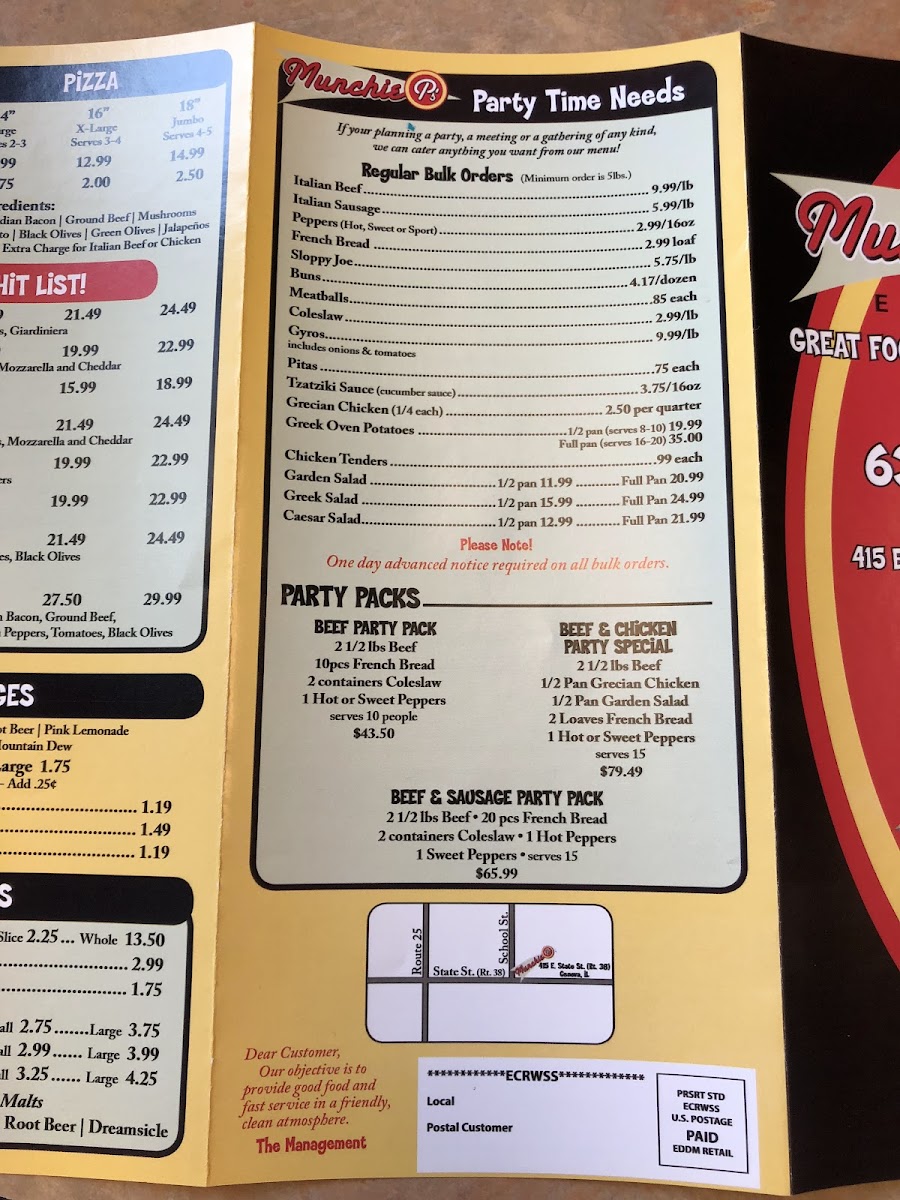 PiZZA
4" 16" 18"
X-Large Jumbo
Serves 3-4 Serves 4-5
12.99 14.99
2.00 2.50
Bacon | Ground Beef | Mushrooms
Black Olives | Green Olives | Jalapeños
Extra Charge for Italian Beef or Chicken
HiT LiST!
21.49 24.49
Giardiniera
19.99 22.99
Mozzarella and Cheddar
15.99 18.99
21.49 24.49
Mozzarella and Cheddar
19.99 22.99
19.99 22.99
21.49 24.49
Black Olives
27.50 29.99
Bacon, Ground Beef,
Peppers, Tomatoes, Black Olives
Beer | Pink Lemonade
Mountain Dew
1.75
Add .25¢
1.19
1.49
1.19
Slice 2.25 ... Whole 13.50
2.99
1.75
2.75.......Large 3.75
2.99...... Large 3.99
3.25...... Large 4.25
Malts
Root Beer | Dreamsicle
Munchie P's Party Time Needs
If your planning a party, a meeting or a gathering of any kind,
we can cater anything you want from our menu!
Regular Bulk Orders (Minimum order is 5lbs.)
Italian Beef 9.99/lb
Italian Sausage 5.99/lb
Peppers (Hot, Sweet or Sport) 2.99/16oz
French Bread 2.99 loaf
Sloppy Joe 5.75/lb
Buns 4.17/dozen
Meatballs .85 each
Coleslaw 2.99/lb
Gyros 9.99/lb
includes onions & tomatoes
Pitas .75 each
Tzatziki Sauce (cucumber sauce) 3.75/16oz
Grecian Chicken (1/4 each) 2.50 per quarter
Greek Oven Potatoes 1/2 pan (serves 8-10) 19.99
Full pan (serves 16-20) 35.00
Chicken Tenders .99 each
Garden Salad 1/2 pan 11.99 Full Pan 20.99
Greek Salad 1/2 pan 15.99 Full Pan 24.99
Caesar Salad 1/2 pan 12.99 Full Pan 21.99
Please Note!
One day advanced notice required on all bulk orders.
PARTY PACKS
BEEF PARTY PACK
2 1/2 lbs Beef
10pcs French Bread
2 containers Coleslaw
1 Hot or Sweet Peppers
serves 10 people
$43.50
BEEF & CHiCKEN
PARTY SPECiAL
2 1/2 lbs Beef
1/2 Pan Grecian Chicken
1/2 Pan Garden Salad
2 Loaves French Bread
1 Hot or Sweet Peppers
serves 15
$79.49
BEEF & SAUSAGE PARTY PACK
2 1/2 lbs Beef • 20 pcs French Bread
2 containers Coleslaw • 1 Hot Peppers
1 Sweet Peppers • serves 15
$65.99
Route 25
School St.
State St. (Rt. 38)
Munchie P's
415 E. State St. (Rt. 38)
Geneva, IL
Dear Customer,
Our objective is to
provide good food and
fast service in a friendly,
clean atmosphere.
The Management
************ECRWSS*************
Local
Postal Customer
PRSRT STD
ECRWSS
U.S. POSTAGE
PAID
EDDM RETAIL
Mu
E
GREAT FO
63
415 E